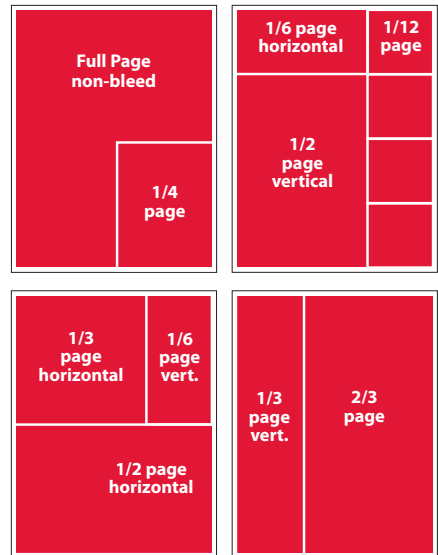 Full Page
non-bleed
1/4
page
1/6 page
horizontal
1/12
page
1/2
page
vertical
1/3
page
horizontal
1/6
page
vert.
1/2 page
horizontal
1/3
page
vert.
2/3
page